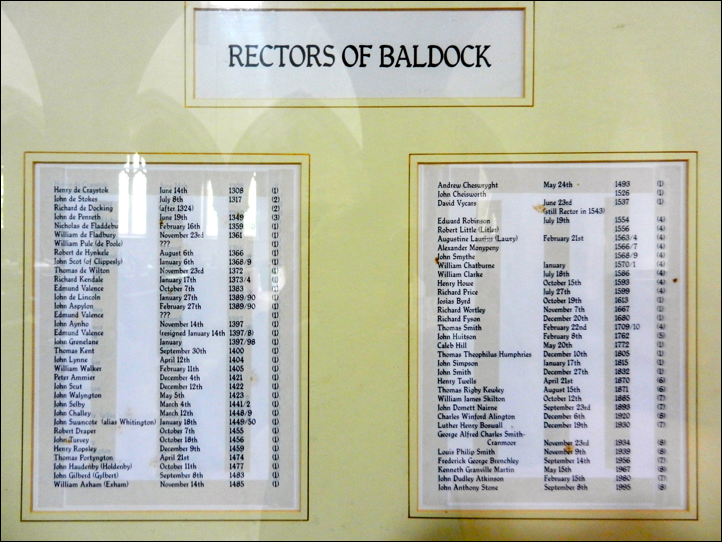 RECTORS OF BALDOCK
Henry de Crayştok June 14th 1308 (1)
John de Stokes July 8th 1317 (2)
Richard de Docking (after 1324) (2)
John de Penreth June 19th 1349 (3)
Nicholas de Fladdebu February 16th 1359
William de Fladbury November 23rd 1361 (1)
William Pule (de Poole) ??? (1)
Robert de Hynkele August 6th 1366 (1)
John Scot (of Clippenly) January 6th 1368/9 (1)
Thomas de Wilton November 23rd 1372 (1)
Richard Kendale January 17th 1373/4 (1)
Edmund Valence October 7th 1383 (1)
John de Lincoln January 27th 1389/90 (1)
John Aspylon February 27th 1389/90 (1)
Edmund Valence ??? (1)
John Aynho November 14th 1397 (1)
Edmund Valence (resigned January 14th 1397/8) (1)
John Grenelane January 1397/98 (1)
Thomas Kent September 30th 1400 (1)
John Lynne April 12th 1404 (1)
William Walker February 11th 1405 (1)
Peter Ammier December 4th 1421 (1)
John Scut December 12th 1422 (1)
John Walyngton May 5th 1423 (1)
John Selby March 4th 1441/2 (1)
John Challey March 12th 1448/9 (1)
John Swancote (alias Whitington) January 18th 1449/50 (1)
Robert Draper October 7th 1455 (1)
John Turvey October 18th 1456 (1)
Henry Ropsley December 9th 1459 (1)
Thomas Portyngton April 21st 1474 (1)
John Haudenby (Holdenby) October 11th 1477 (1)
John Gilberd (Gylbert) September 8th 1483 (1)
William Axham (Exham) November 14th 1485 (1)
Andrew Cheswryght May 24th 1493 (1)
John Cheisworth 1526 (1)
David Vycars June 23rd 1537 (1)
(still Rector in 1543)
Eduard Robinson July 19th 1554 (4)
Robert Little (Litler) 1556 (4)
Augustine (Lawry) February 21st 1563/4 (4)
Alexander Monypeny 1566/7 (4)
John Smythe 1568/9 (4)
William Chatburne January 1570/1 (4)
William Clarke July 18th 1586 (4)
Henry Howe October 15th 1593 (4)
Richard Price July 27th 1599 (4)
Josias Byrd October 19th 1613 (1)
Richard Wortley November 7th 1667 (1)
Richard Fyson December 20th 1680 (1)
Thomas Smith February 22nd 1709/10 (4)
John Huitson February 8th 1762 (5)
Caleb Hill May 20th 1772 (1)
Thomas Theophilus Humphries December 10th 1805 (1)
John Simpson January 17th 1815 (1)
John Smith December 27th 1832 (1)
Henry Tuells April 21st 1870 (6)
Thomas Rigby Kewley August 15th 1871 (6)
William James Skilton October 12th 1885 (7)
John Domett Nairne September 23rd 1893 (7)
Charles Winford Alington December 6th 1920 (8)
Luther Henry Boswall December 19th 1930 (7)
George Alfred Charles Smith-
Cranmoer November 23rd 1934 (8)
Louis Philip Smith November 9th 1939 (8)
Frederick George Brenchley September 14th 1956 (7)
Kenneth Granville Martin May 15th 1967 (8)
John Dudley Atkinson February 15th 1980 (7)
John Anthony Stone September 8th 1985 (8)